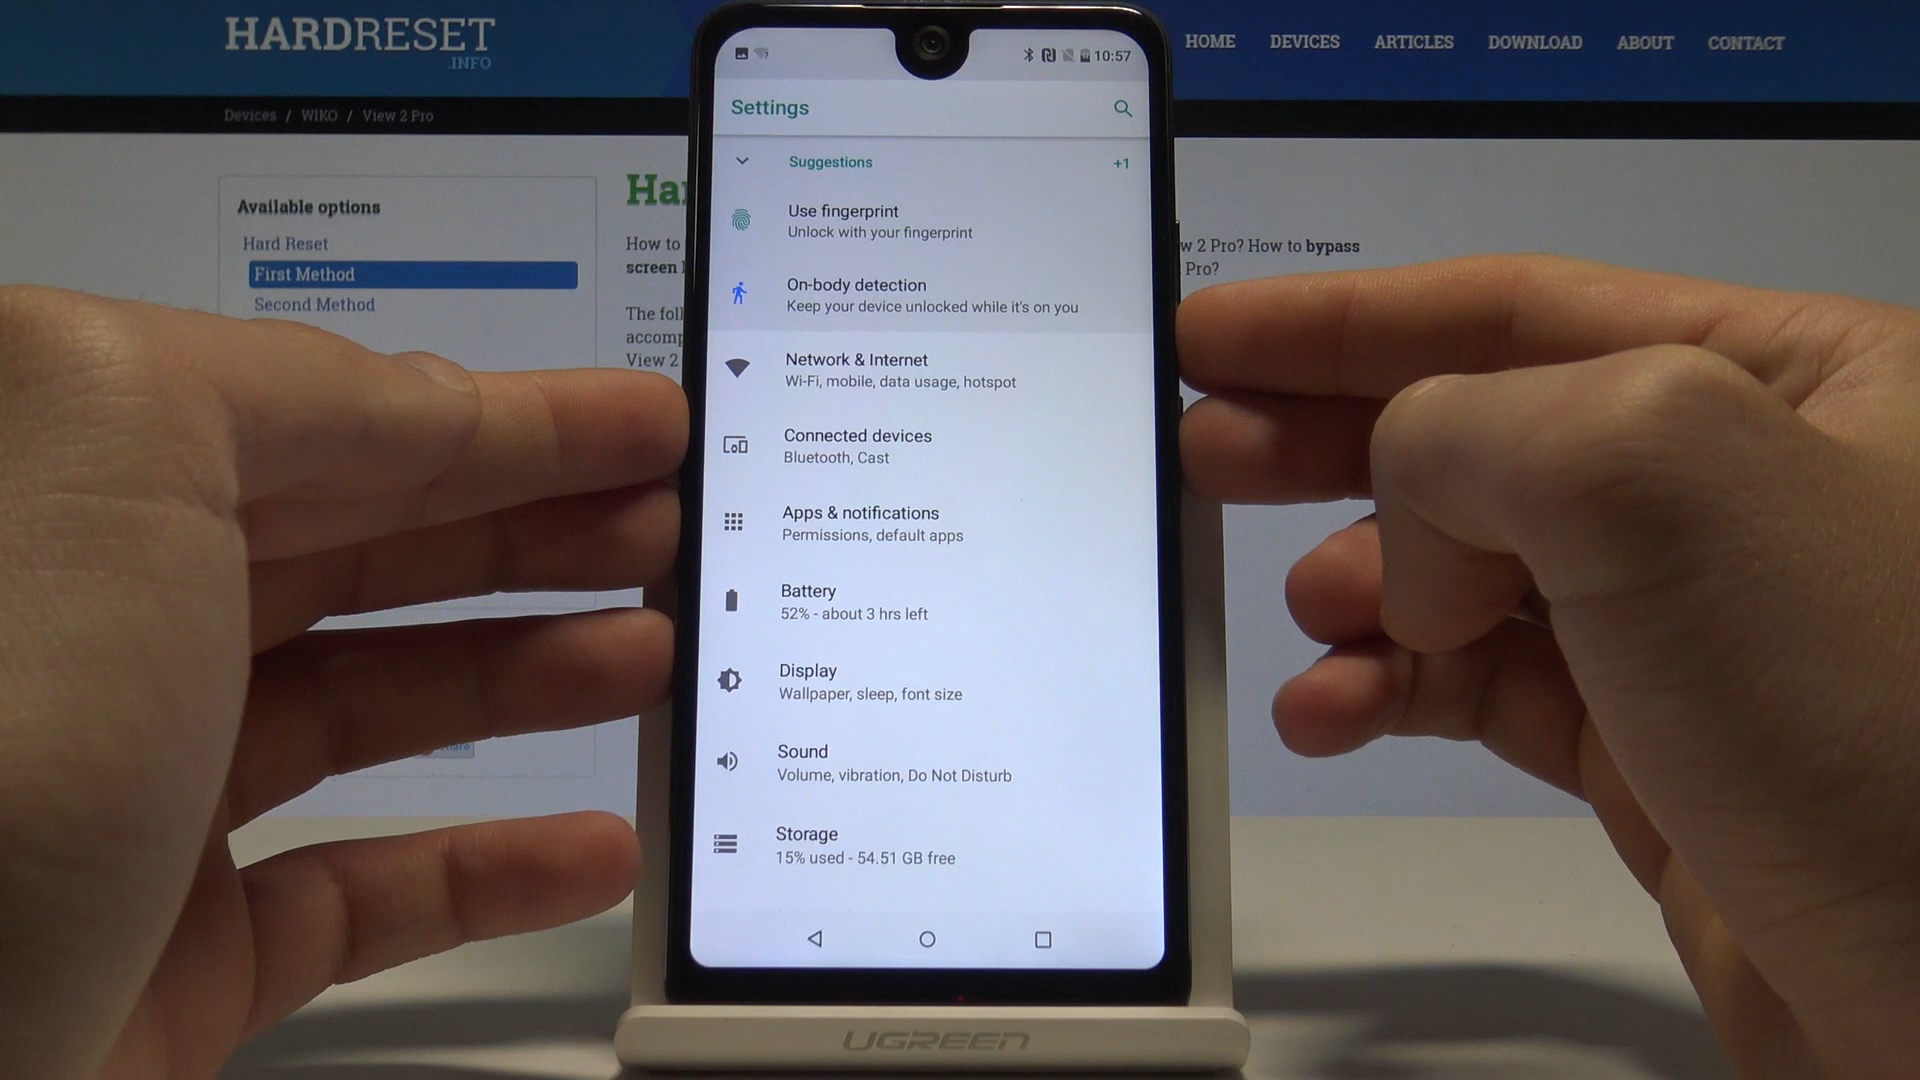 HARDRESET
.INFO
HOME DEVICES ARTICLES DOWNLOAD ABOUT CONTACT
Devices / WIKO / View 2 Pro
Available options
Hard Reset
First Method
Second Method
How to
screen
The
View 2
w 2 Pro? How to bypass
Pro?
10:57
Settings
Suggestions +1
Use fingerprint
Unlock with your fingerprint
On-body detection
Keep your device unlocked while it's on you
Network & Internet
Wi-Fi, mobile, data usage, hotspot
Connected devices
Bluetooth, Cast
Apps & notifications
Permissions, default apps
Battery
52% - about 3 hrs left
Display
Wallpaper, sleep, font size
Sound
Volume, vibration, Do Not Disturb
Storage
15% used - 54.51 GB free
UGREEN